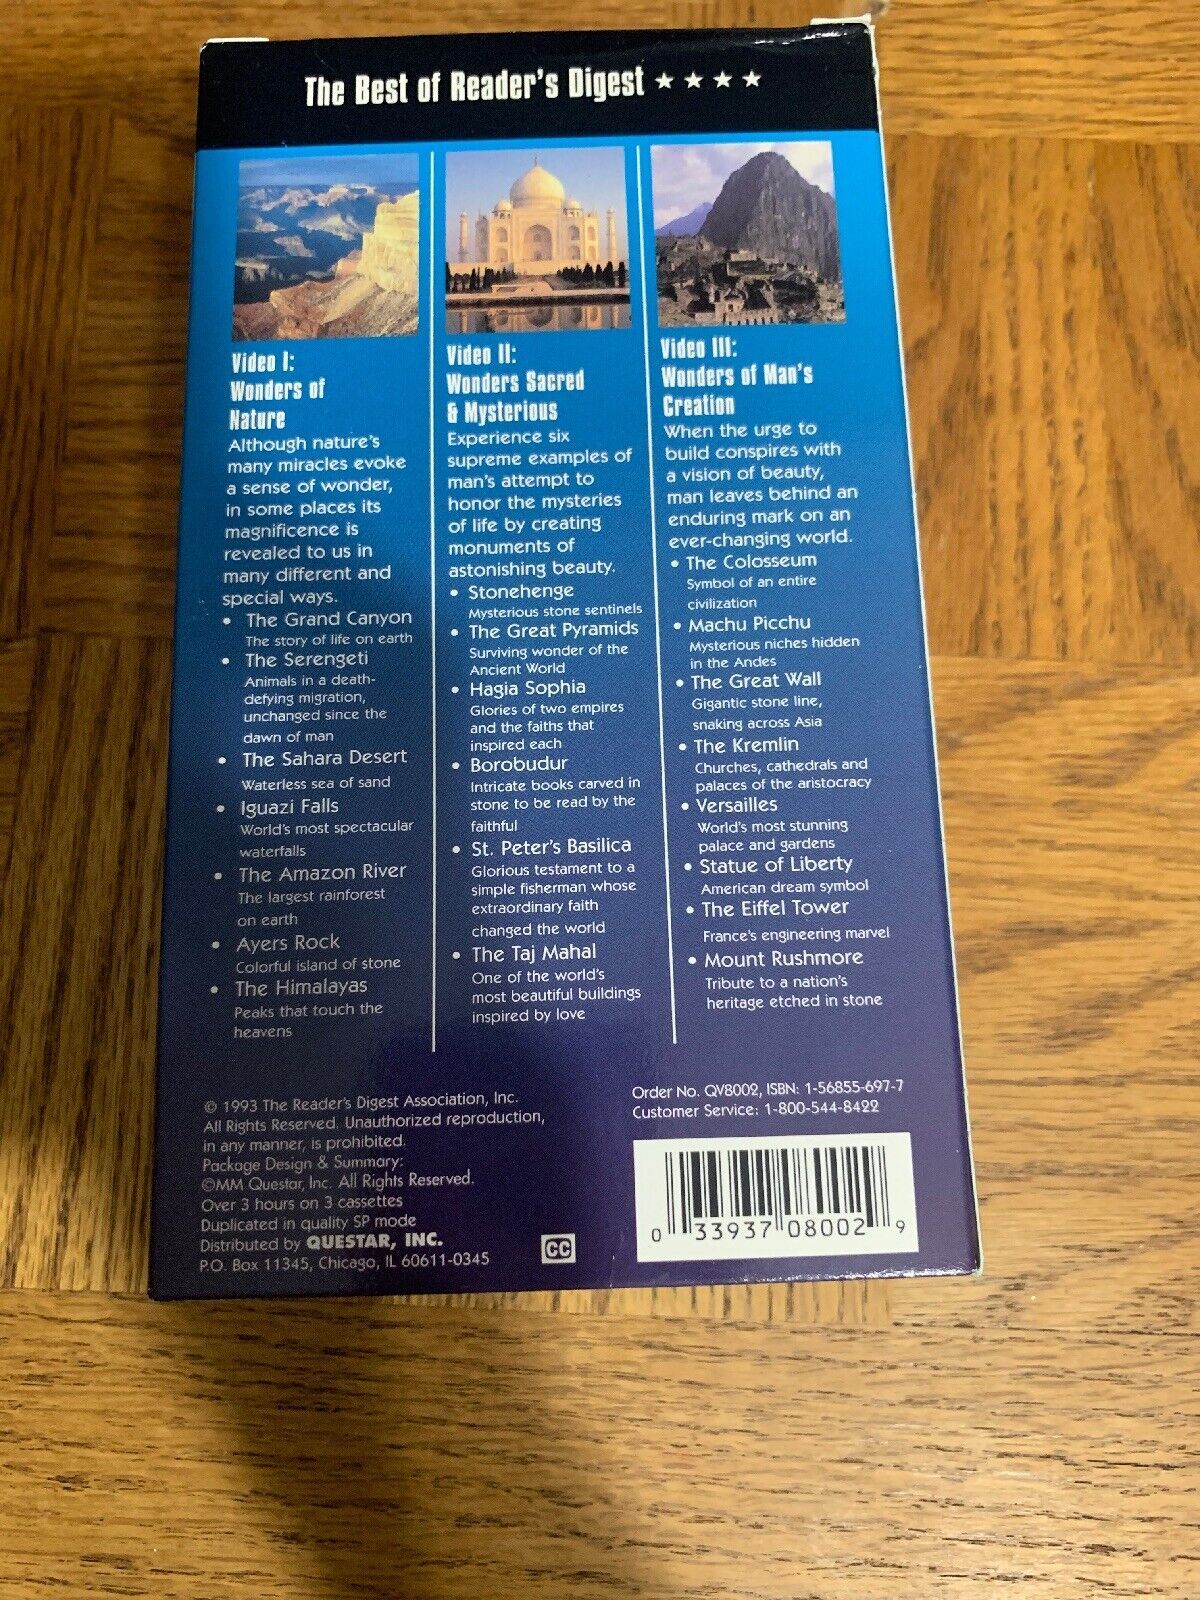 The Best of Reader's Digest ★ ★ ★ ★
Video I:
Wonders of
Nature
Although nature's
many miracles evoke
a sense of wonder,
in some places its
magnificence is
revealed to us in
many different and
special ways.
• The Grand Canyon
The story of life on earth
• The Serengeti
Animals in a death-
defying migration,
unchanged since the
dawn of man
• The Sahara Desert
Waterless sea of sand
• Iguazi Falls
World's most spectacular
waterfalls
• The Amazon River
The largest rainforest
on earth
• Ayers Rock
Colorful island of stone
• The Himalayas
Peaks that touch the
heavens
Video II:
Wonders Sacred
& Mysterious
Experience six
supreme examples of
man's attempt to
honor the mysteries
of life by creating
monuments of
astonishing beauty.
• Stonehenge
Mysterious stone sentinels
• The Great Pyramids
Surviving wonder of the
Ancient World
• Hagia Sophia
Glories of two empires
and the faiths that
inspired each
• Borobudur
Intricate books carved in
stone to be read by the
faithful
• St. Peter's Basilica
Glorious testament to a
simple fisherman whose
extraordinary faith
changed the world
• The Taj Mahal
One of the world's
most beautiful buildings
inspired by love
Video III:
Wonders of Man's
Creation
When the urge to
build conspires with
a vision of beauty,
man leaves behind an
enduring mark on an
ever-changing world.
• The Colosseum
Symbol of an entire
civilization
• Machu Picchu
Mysterious niches hidden
in the Andes
• The Great Wall
Gigantic stone line,
snaking across Asia
• The Kremlin
Churches, cathedrals and
palaces of the aristocracy
• Versailles
World's most stunning
palace and gardens
• Statue of Liberty
American dream symbol
• The Eiffel Tower
France's engineering marvel
• Mount Rushmore
Tribute to a nation's
heritage etched in stone
© 1993 The Reader's Digest Association, Inc.
All Rights Reserved. Unauthorized reproduction,
in any manner, is prohibited.
Package Design & Summary:
©MM Questar, Inc. All Rights Reserved.
Over 3 hours on 3 cassettes
Duplicated in quality SP mode
Distributed by QUESTAR, INC.
P.O. Box 11345, Chicago, IL 60611-0345
CC
Order No. QV8002, ISBN: 1-56855-697-7
Customer Service: 1-800-544-8422
0 33937 08002 9